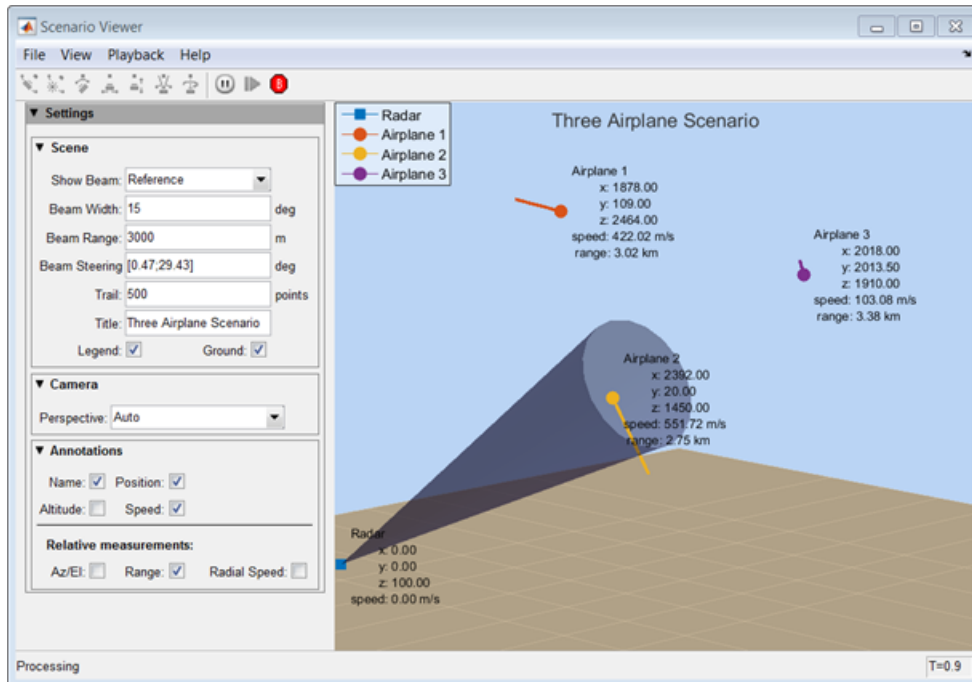 Scenario Viewer
File View Playback Help
Settings
Scene
Show Beam: Reference
Beam Width: 15 deg
Beam Range: 3000 m
Beam Steering [0.47;29.43] deg
Trail: 500 points
Title: Three Airplane Scenario
Legend: Ground:
Camera
Perspective: Auto
Annotations
Name: Position:
Altitude: Speed:
Relative measurements:
Az/El: Range: Radial Speed:
Radar
Airplane 1
Airplane 2
Airplane 3
Three Airplane Scenario
Airplane 1
x: 1878.00
y: 109.00
z: 2464.00
speed: 422.02 m/s
range: 3.02 km
Airplane 3
x: 2018.00
y: 2013.50
z: 1910.00
speed: 103.08 m/s
range: 3.38 km
Airplane 2
x: 2392.00
y: 20.00
z: 1450.00
speed: 551.72 m/s
range: 2.75 km
Radar
x: 0.00
y: 0.00
z: 100.00
speed: 0.00 m/s
Processing
T=0.9